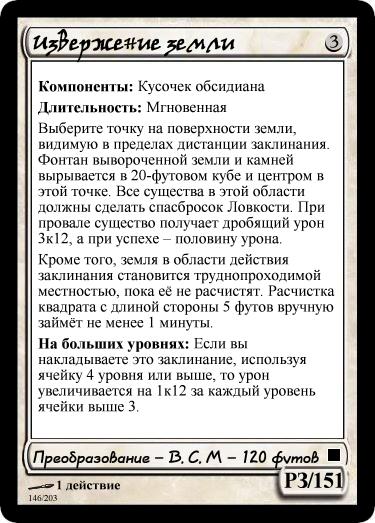 Извержение земли
3
Компоненты: Кусочек обсидиана
Длительность: Мгновенная
Выберите точку на поверхности земли,
видимую в пределах дистанции заклинания.
Фонтан вывороченной земли и камней
вырывается в 20-футовом кубе и центром в
этой точке. Все существа в этой области
должны сделать спасбросок Ловкости. При
провале существо получает дробящий урон
3к12, а при успехе – половину урона.
Кроме того, земля в области действия
заклинания становится труднопроходимой
местностью, пока её не расчистят. Расчистка
квадрата с длиной стороны 5 футов вручную
займёт не менее 1 минуты.
На больших уровнях: Если вы
накладываете это заклинание, используя
ячейку 4 уровня или выше, то урон
увеличивается на 1к12 за каждый уровень
ячейки выше 3.
Преобразование – В, С, М – 120 футов
1 действие
P3/151
146/203